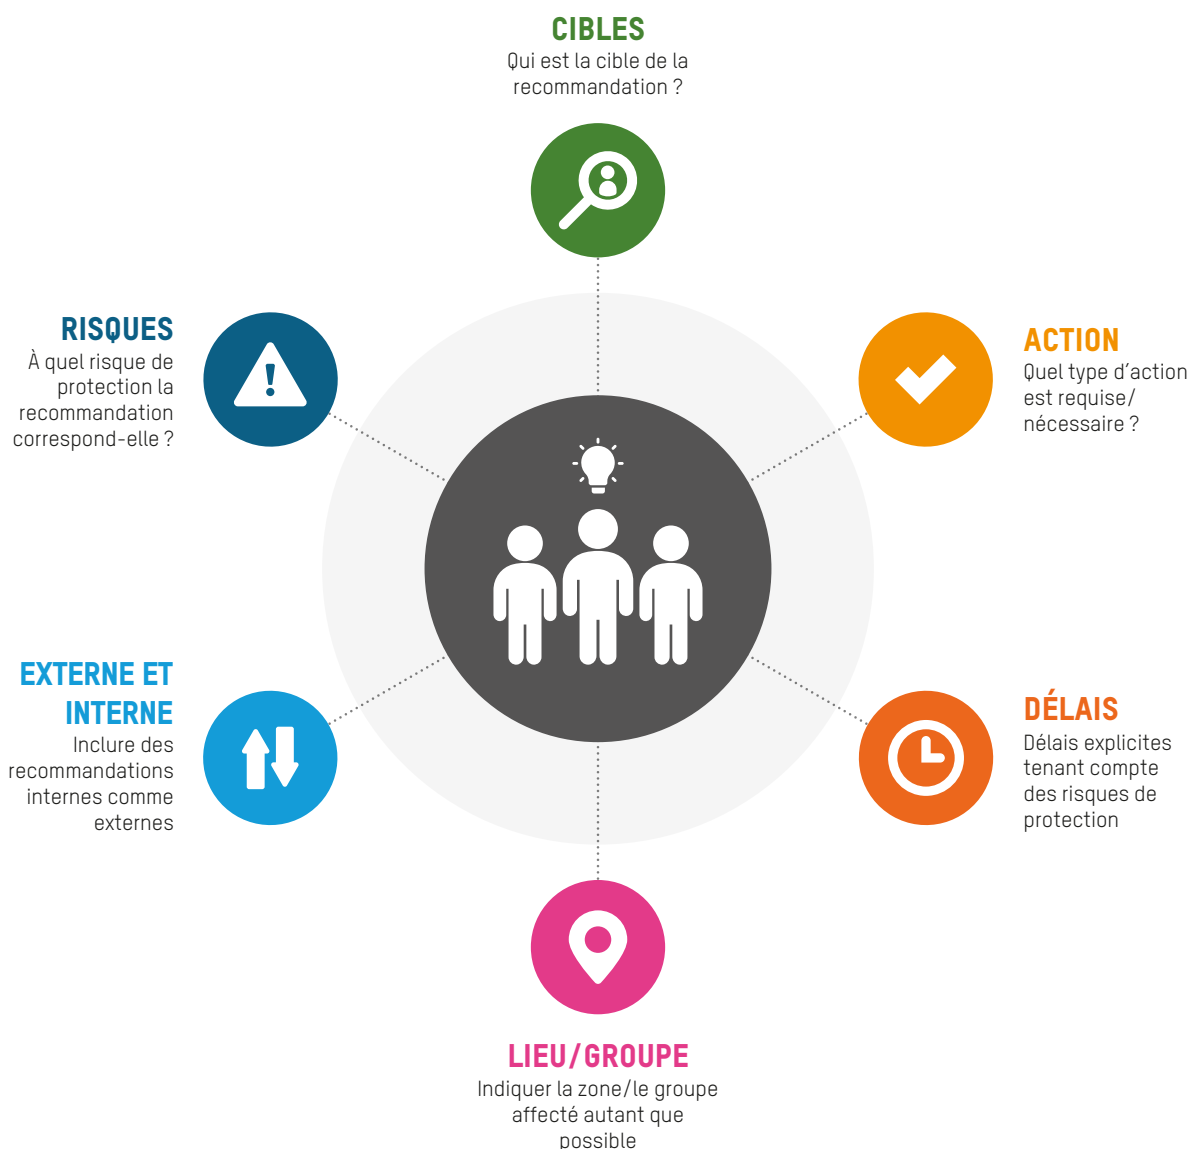 CIBLES
Qui est la cible de la
recommandation ?
RISQUES
À quel risque de
protection la
recommandation
correspond-elle ?
ACTION
Quel type d’action
est requise/
nécessaire ?
EXTERNE ET
INTERNE
Inclure des
recommandations
internes comme
externes
DÉLAIS
Délais explicites
tenant compte
des risques de
protection
LIEU/GROUPE
Indiquer la zone/le groupe
affecté autant que
possible